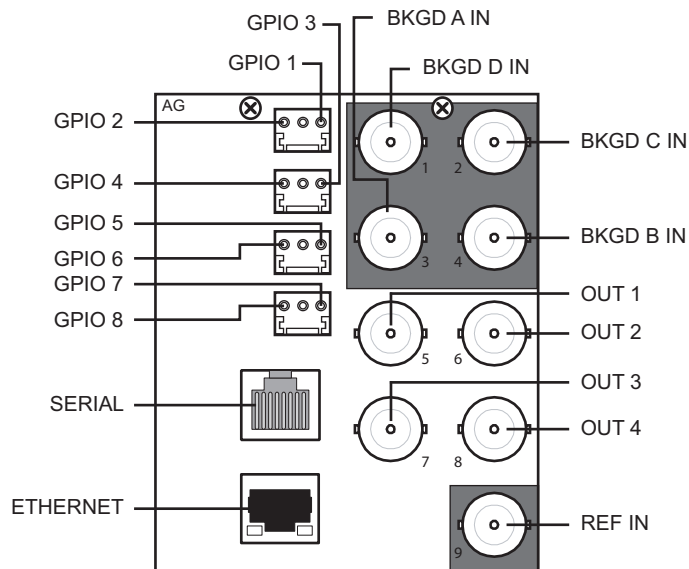 GPIO 3
BKGD A IN
GPIO 1
BKGD D IN
AG
GPIO 2
1
2
BKGD C IN
GPIO 4
GPIO 5
3
4
BKGD B IN
GPIO 6
GPIO 7
OUT 1
GPIO 8
5
6
OUT 2
OUT 3
SERIAL
7
8
OUT 4
ETHERNET
9
REF IN